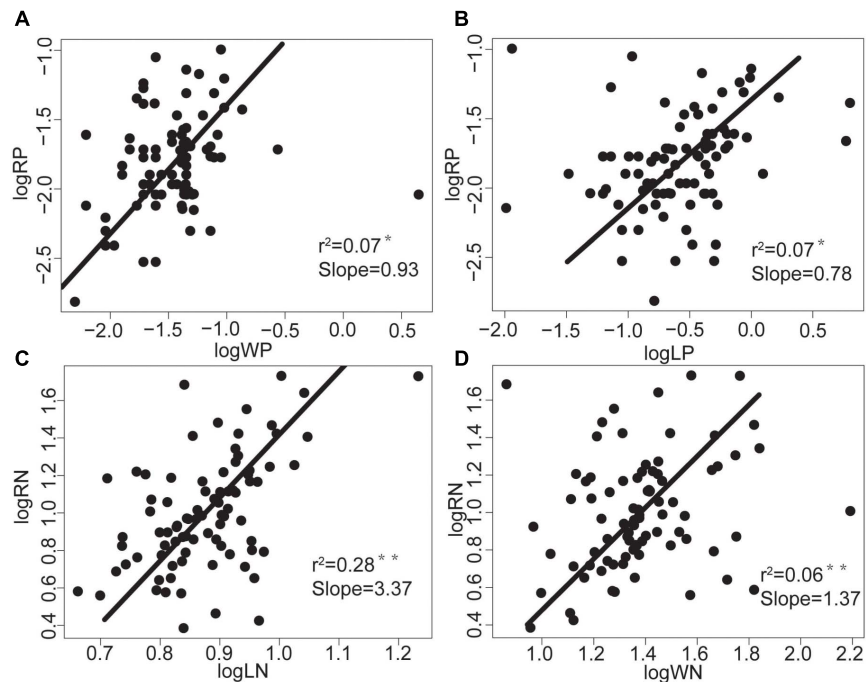 A
B
logRP
−1.0
−1.5
−2.0
−2.5
r²=0.07*
Slope=0.93
−2.0 −1.5 −1.0 −0.5 0.0 0.5
logWP
logRP
−1.0
−1.5
−2.0
−2.5
r²=0.07*
Slope=0.78
−2.0 −1.0 −0.5 0.0 0.5
logLP
C
D
logRN
1.6
1.4
1.2
1.0
0.8
0.6
0.4
r²=0.28**
Slope=3.37
0.7 0.8 0.9 1.0 1.1 1.2
logLN
logRN
1.6
1.4
1.2
1.0
0.8
0.6
0.4
r²=0.06**
Slope=1.37
1.0 1.2 1.4 1.6 1.8 2.0 2.2
logWN